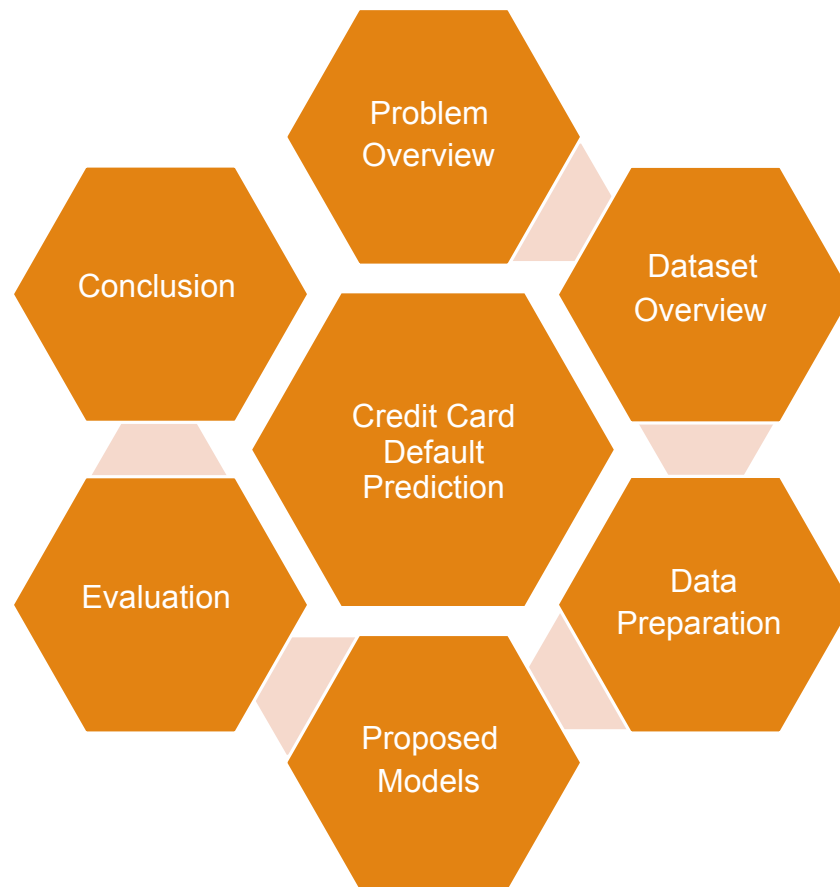 Problem
Overview
Dataset
Overview
Data
Preparation
Proposed
Models
Evaluation
Conclusion
Credit Card
Default
Prediction